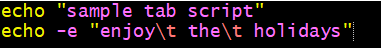 echo "sample tab script"
echo -e "enjoy\t the\t holidays"